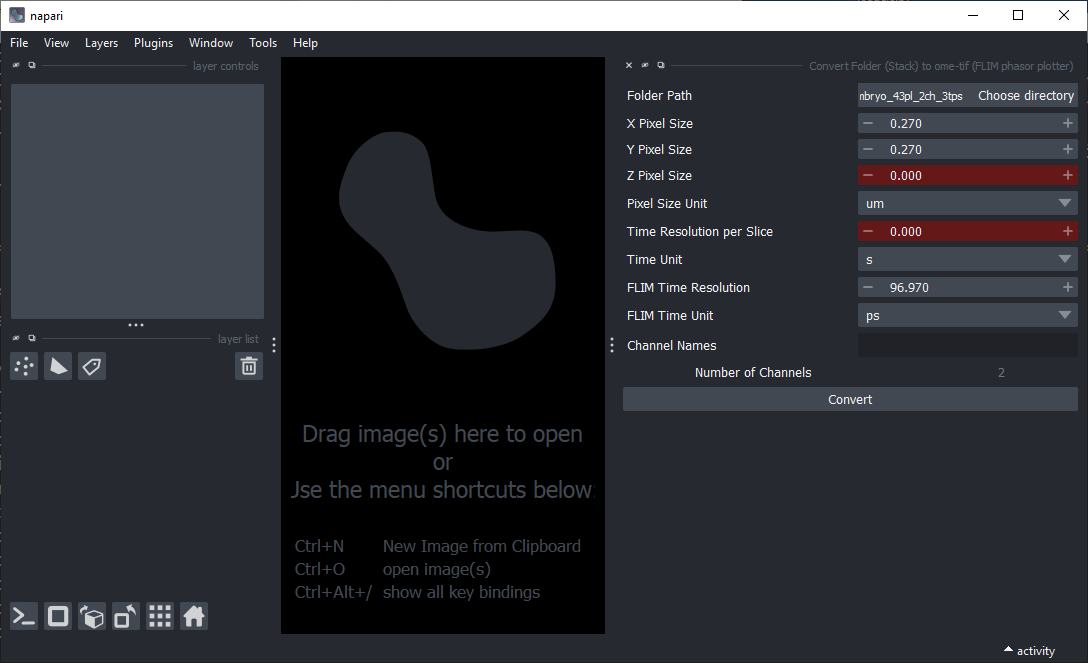 napari
File View Layers Plugins Window Tools Help
layer controls
layer list
Drag image(s) here to open
or
Use the menu shortcuts below:
Ctrl+N New Image from Clipboard
Ctrl+O open image(s)
Ctrl+Alt+/ show all key bindings
Convert Folder (Stack) to ome-tif (FLIM phasor plotter)
Folder Path mbryo_43pl_2ch_3tps Choose directory
X Pixel Size 0.270
Y Pixel Size 0.270
Z Pixel Size 0.000
Pixel Size Unit um
Time Resolution per Slice 0.000
Time Unit s
FLIM Time Resolution 96.970
FLIM Time Unit ps
Channel Names
Number of Channels 2
Convert
activity